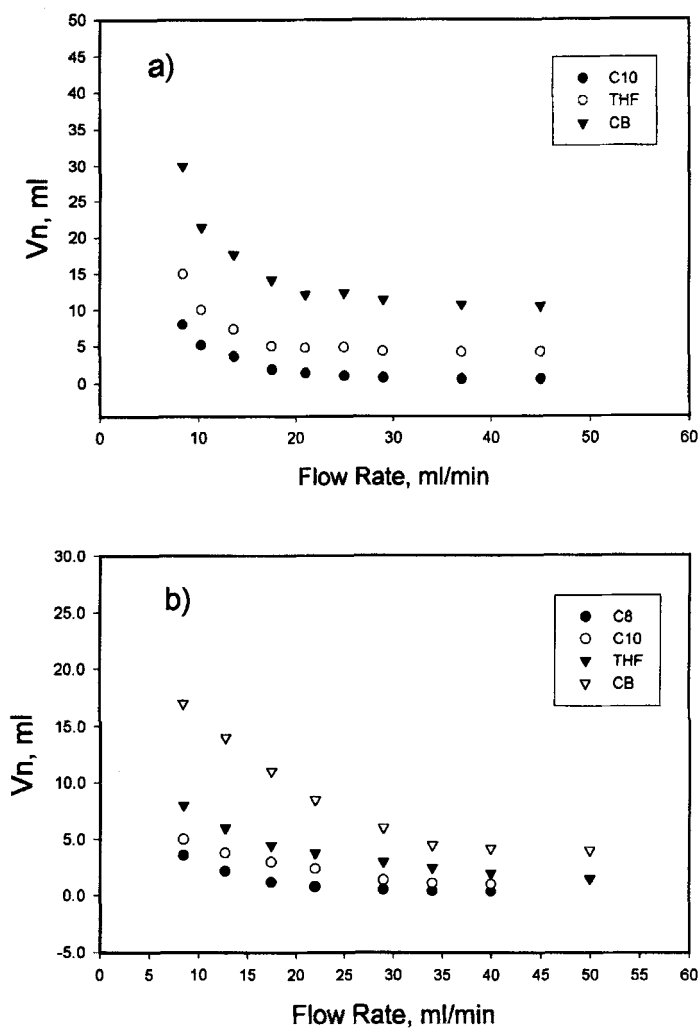 a)
C10
THF
CB
50
45
40
35
30
25
20
15
10
5
0
Vn, ml
0 10 20 30 40 50 60
Flow Rate, ml/min
b)
C6
C10
THF
CB
30.0
25.0
20.0
15.0
10.0
5.0
0.0
-5.0
Vn, ml
0 5 10 15 20 25 30 35 40 45 50 55 60
Flow Rate, ml/min